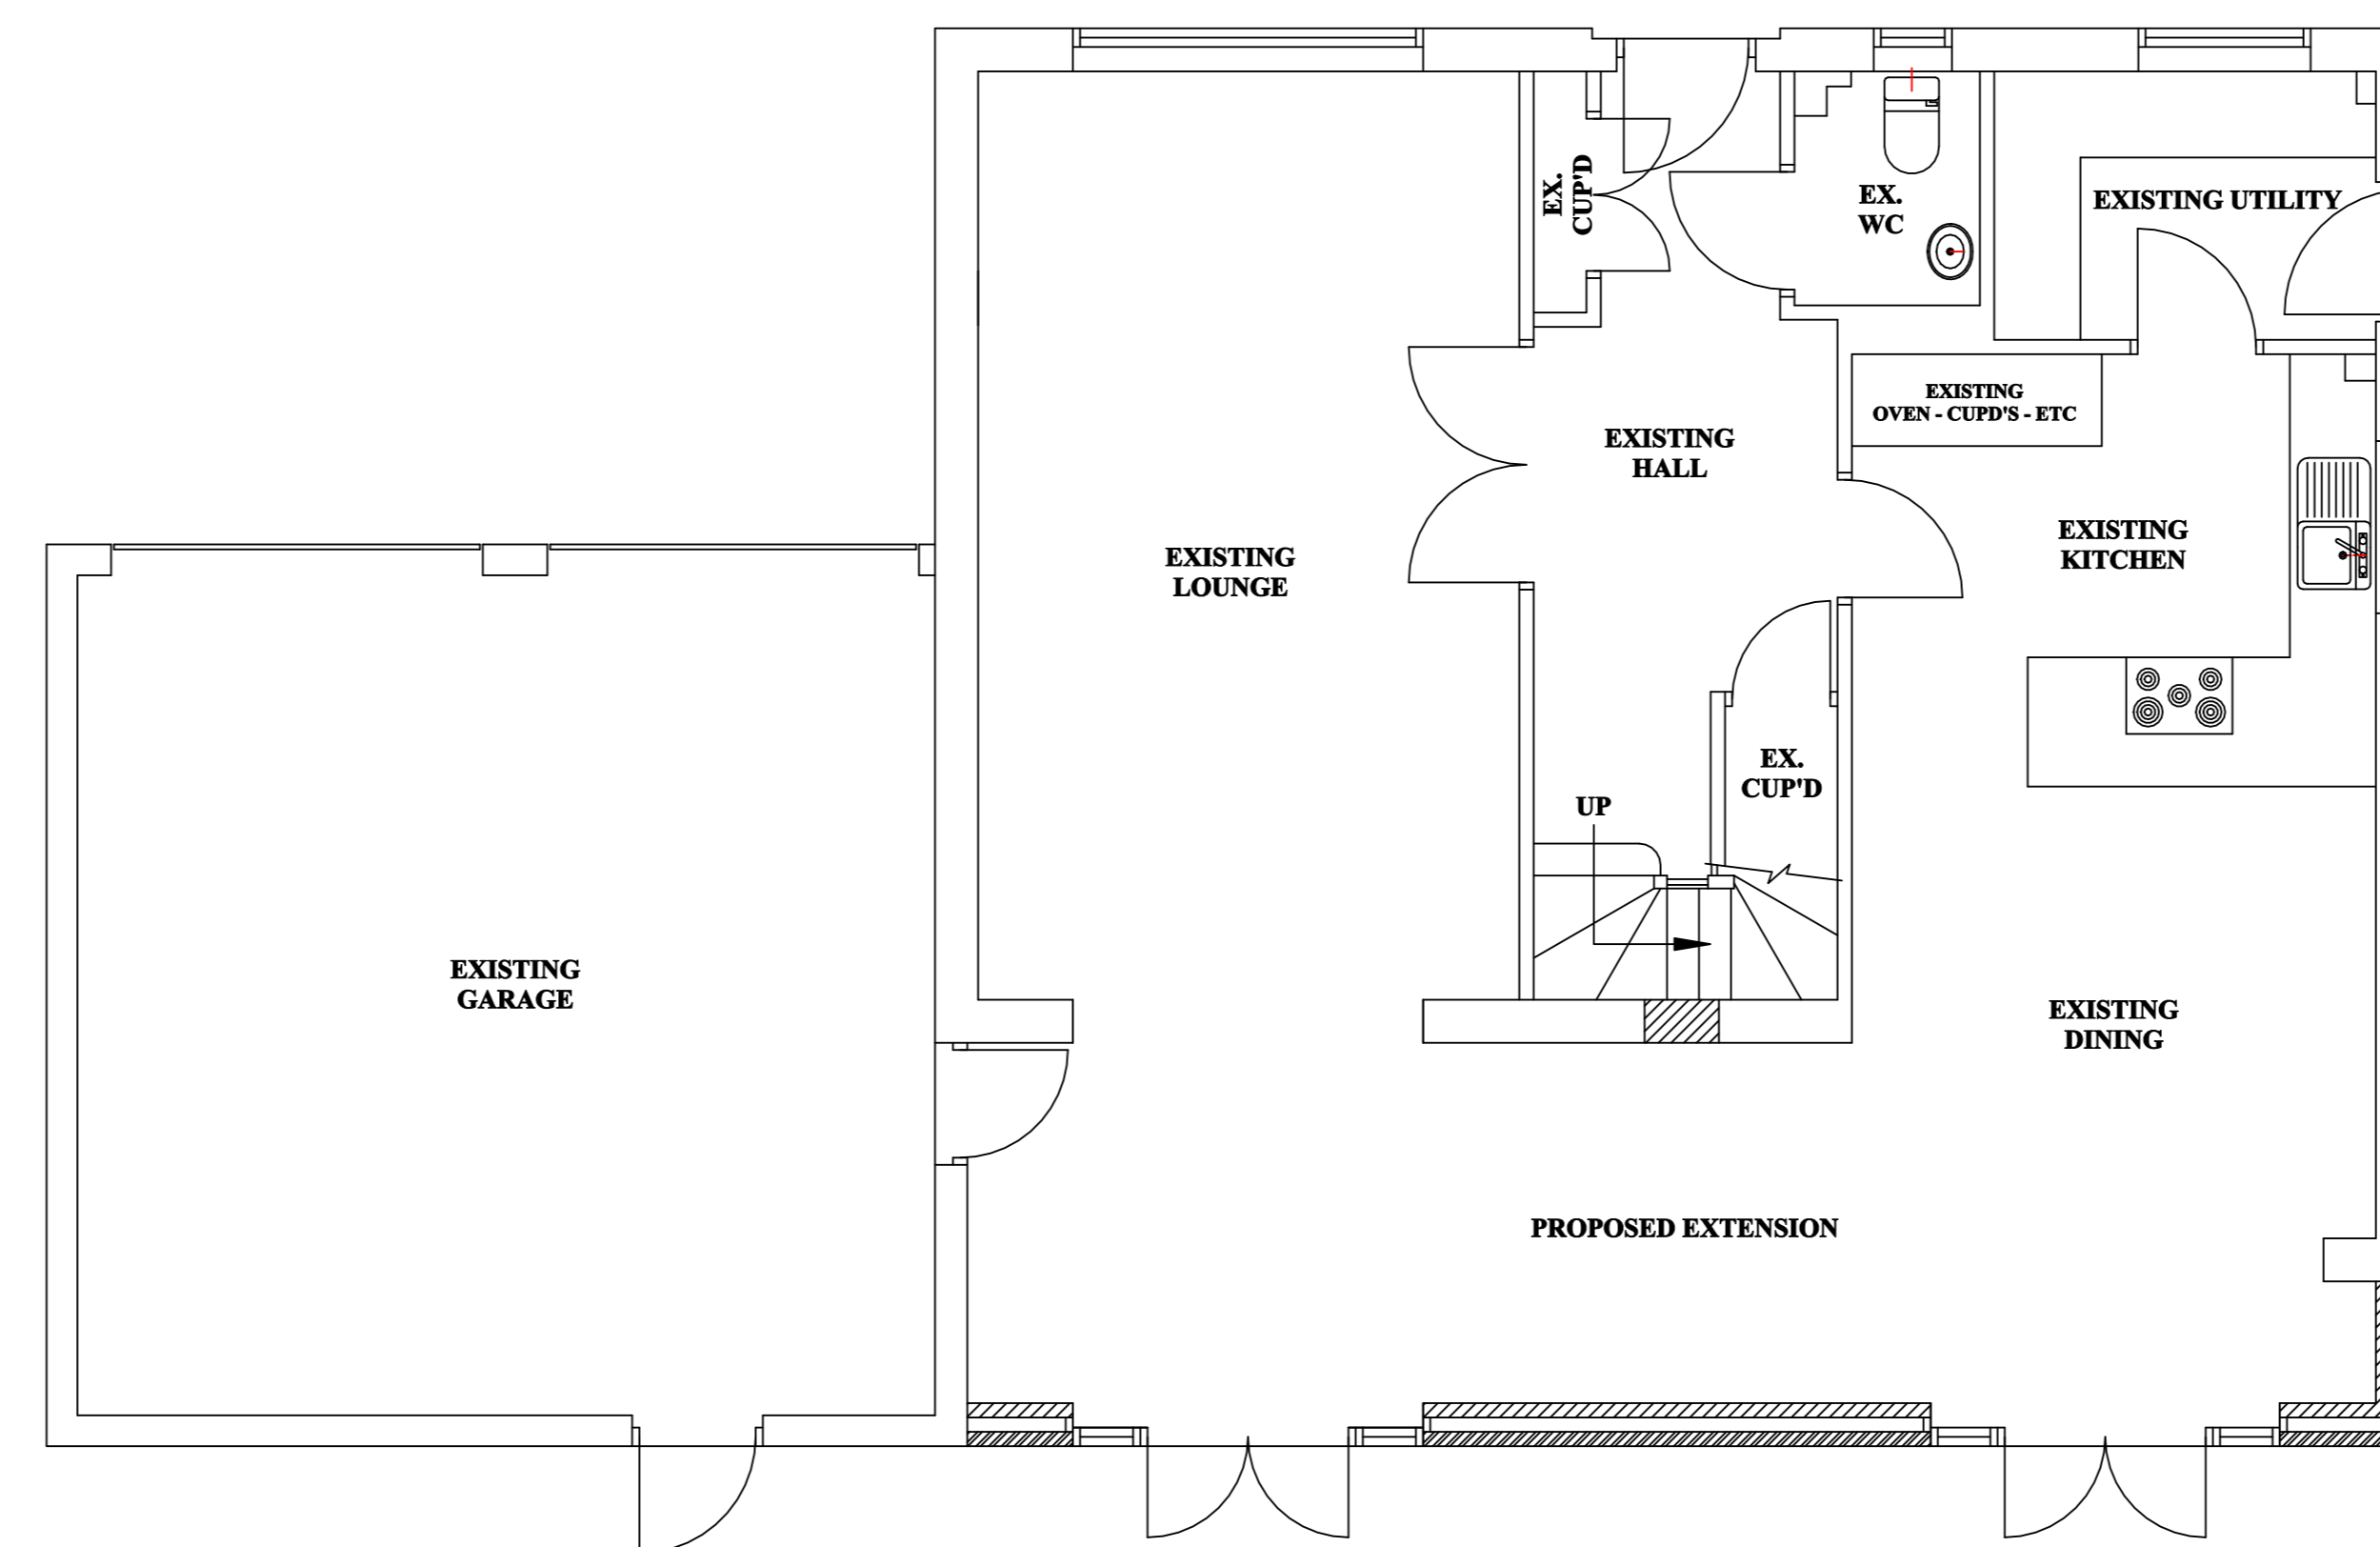 EX.
CUP'D
EX.
WC
EXISTING UTILITY
EXISTING
OVEN - CUPD'S - ETC
EXISTING
HALL
EXISTING
KITCHEN
EXISTING
LOUNGE
EX.
CUP'D
UP
EXISTING
GARAGE
EXISTING
DINING
PROPOSED EXTENSION